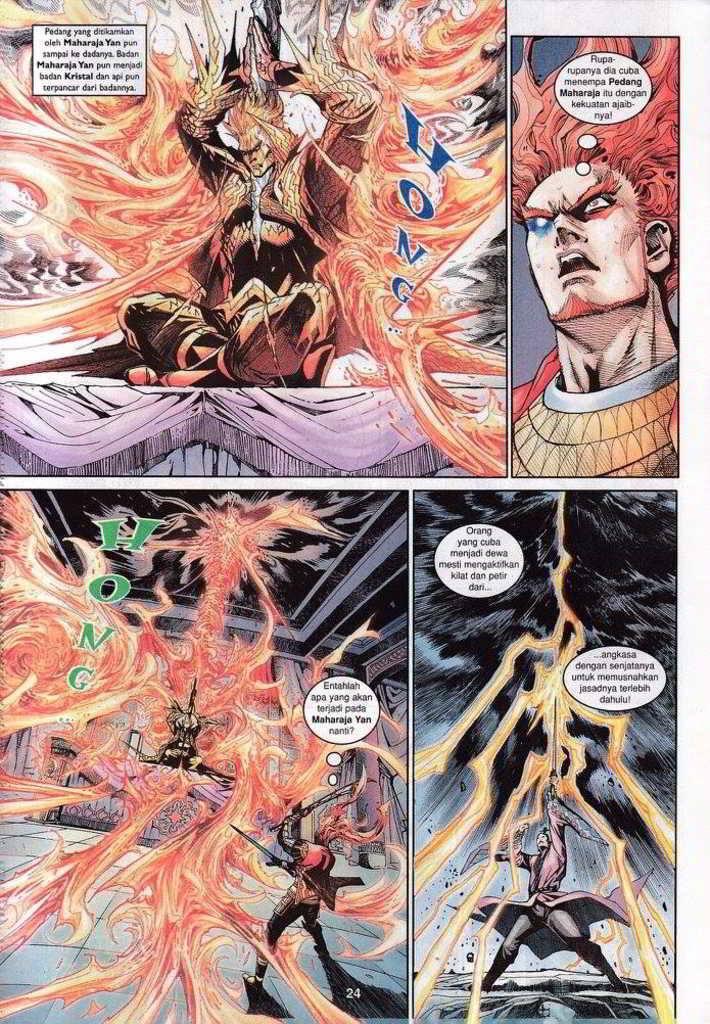 Pedang yang ditikamkan
oleh Maharaja Yan pun
sampai ke dadanya. Badan
Maharaja Yan pun menjadi
badan Kristal dan api pun
terpancar dari badannya.
HONG...
Rupa-
rupanya dia cuba
menempa Pedang
Maharaja itu dengan
kekuatan ajaib-
nya!
HONG...
Entahlah
apa yang akan
terjadi pada
Maharaja Yan
nanti?
Orang
yang cuba
menjadi dewa
mesti mengaktifkan
kilat dan petir
dari...
...angkasa
dengan senjatanya
untuk memusnahkan
jasadnya terlebih
dahulu!
24